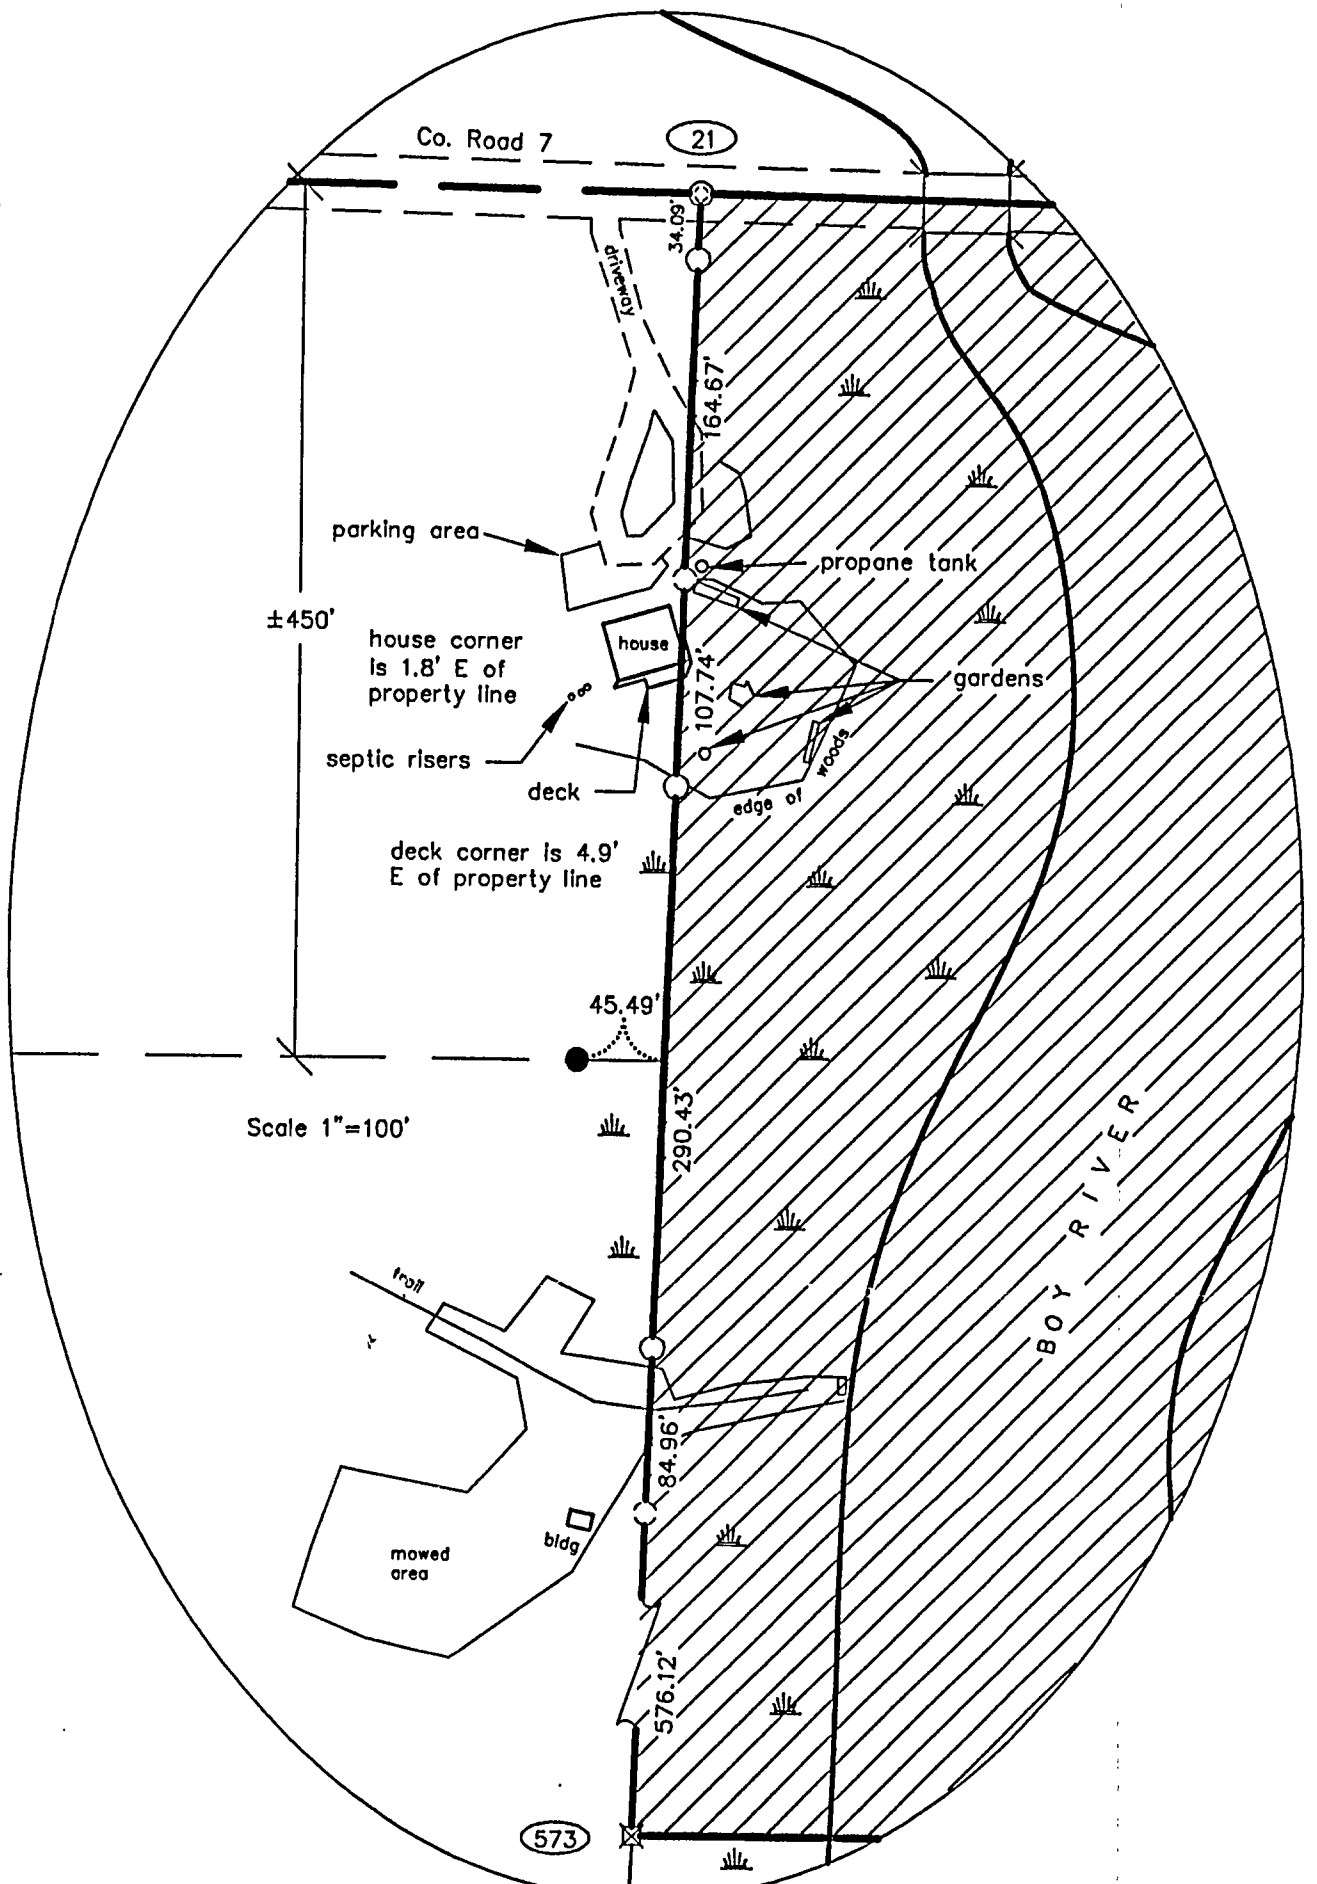 Co. Road 7
21
34.09'
driveway
164.67'
parking area
propane tank
±450'
house corner
is 1.8' E of
property line
house
107.74'
gardens
septic risers
deck
edge of woods
deck corner is 4.9'
E of property line
45.49'
Scale 1"=100'
290.43'
BOY RIVER
trail
84.96'
bldg
mowed
area
576.12'
573